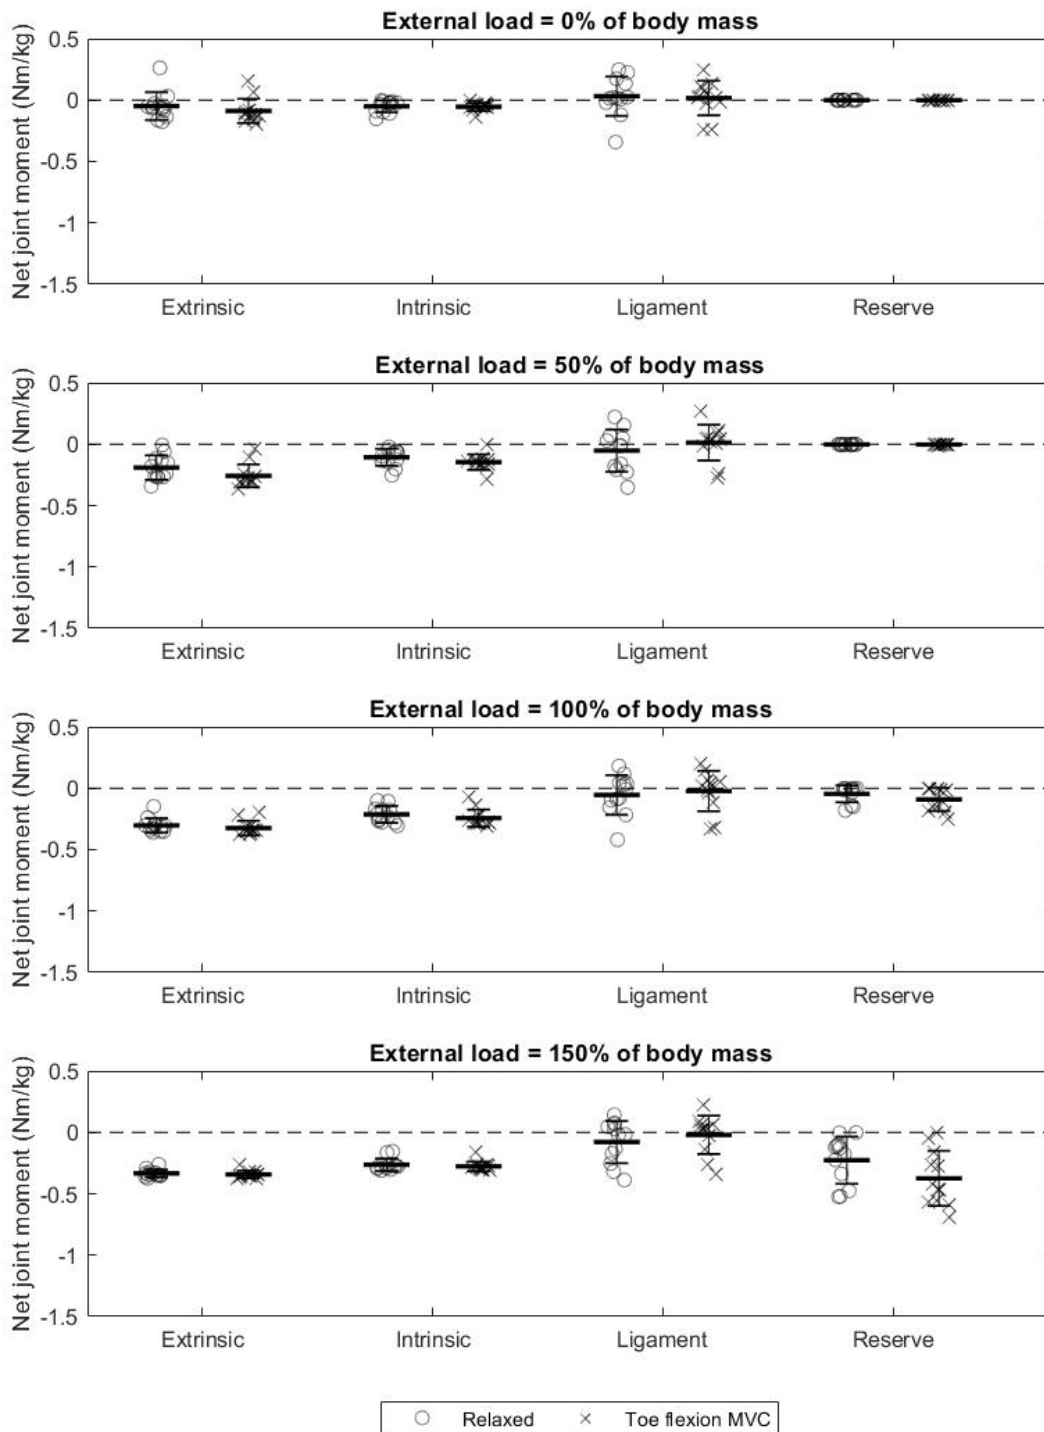 External load = 0% of body mass
Net joint moment (Nm/kg)
0.5
0
-0.5
-1
-1.5
Extrinsic Intrinsic Ligament Reserve
External load = 50% of body mass
Net joint moment (Nm/kg)
0.5
0
-0.5
-1
-1.5
Extrinsic Intrinsic Ligament Reserve
External load = 100% of body mass
Net joint moment (Nm/kg)
0.5
0
-0.5
-1
-1.5
Extrinsic Intrinsic Ligament Reserve
External load = 150% of body mass
Net joint moment (Nm/kg)
0.5
0
-0.5
-1
-1.5
Extrinsic Intrinsic Ligament Reserve
Relaxed Toe flexion MVC